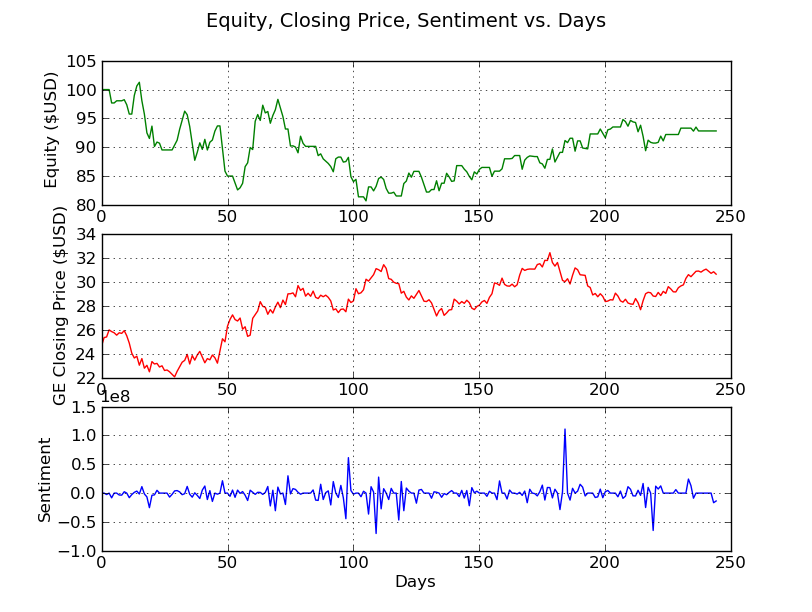 Equity, Closing Price, Sentiment vs. Days
105
100
95
90
85
80
Equity ($USD)
0 50 100 150 200 250
34
32
30
28
26
24
22
GE Closing Price ($USD)
0 50 100 150 200 250
1e8
1.5
1.0
0.5
0.0
−0.5
−1.0
Sentiment
0 50 100 150 200 250
Days